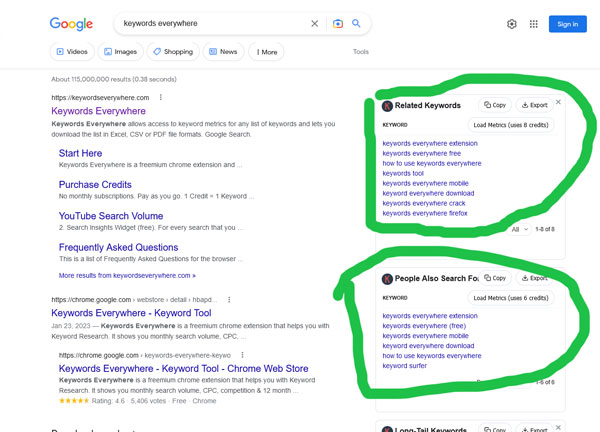 Google
keywords everywhere
Sign in
Videos
Images
Shopping
News
More
Tools
About 115,000,000 results (0.38 seconds)
https://keywordseverywhere.com
Keywords Everywhere
Keywords Everywhere allows access to keyword metrics for any list of keywords and lets you
download the list in Excel, CSV or PDF file formats. Google Search.
Start Here
Keywords Everywhere is a freemium chrome extension and ...
Purchase Credits
No monthly subscriptions. Pay as you go. 1 Credit = 1 Keyword ...
YouTube Search Volume
2. Search Insights Widget (free). For every search that you ...
Frequently Asked Questions
This is a list of Frequently Asked Questions for the browser ...
More results from keywordseverywhere.com »
https://chrome.google.com › webstore › detail › hbapd...
Keywords Everywhere - Keyword Tool
Jan 23, 2023 — Keywords Everywhere is a freemium chrome extension that helps you with
Keyword Research. It shows you monthly search volume, CPC, ...
https://chrome.google.com › keywords-everywhere-keywo
Keywords Everywhere - Keyword Tool - Chrome Web Store
Keywords Everywhere is a freemium chrome extension that helps you with Keyword
Research. It shows you monthly search volume, CPC, competition & 12 month ...
Rating: 4.6 · 5,406 votes · Free · Chrome
Related Keywords
Copy
Export
KEYWORD
Load Metrics (uses 8 credits)
keywords everywhere extension
keywords everywhere free
how to use keywords everywhere
keywords tool
keywords everywhere mobile
keyword everywhere download
keywords everywhere crack
keywords everywhere firefox
All
1-8 of 8
People Also Search Fo
Copy
Export
KEYWORD
Load Metrics (uses 6 credits)
keywords everywhere extension
keywords everywhere (free)
keywords everywhere mobile
keyword everywhere download
how to use keywords everywhere
keyword surfer
1-6 of 6
Long-Tail Keywords
Copy
Export